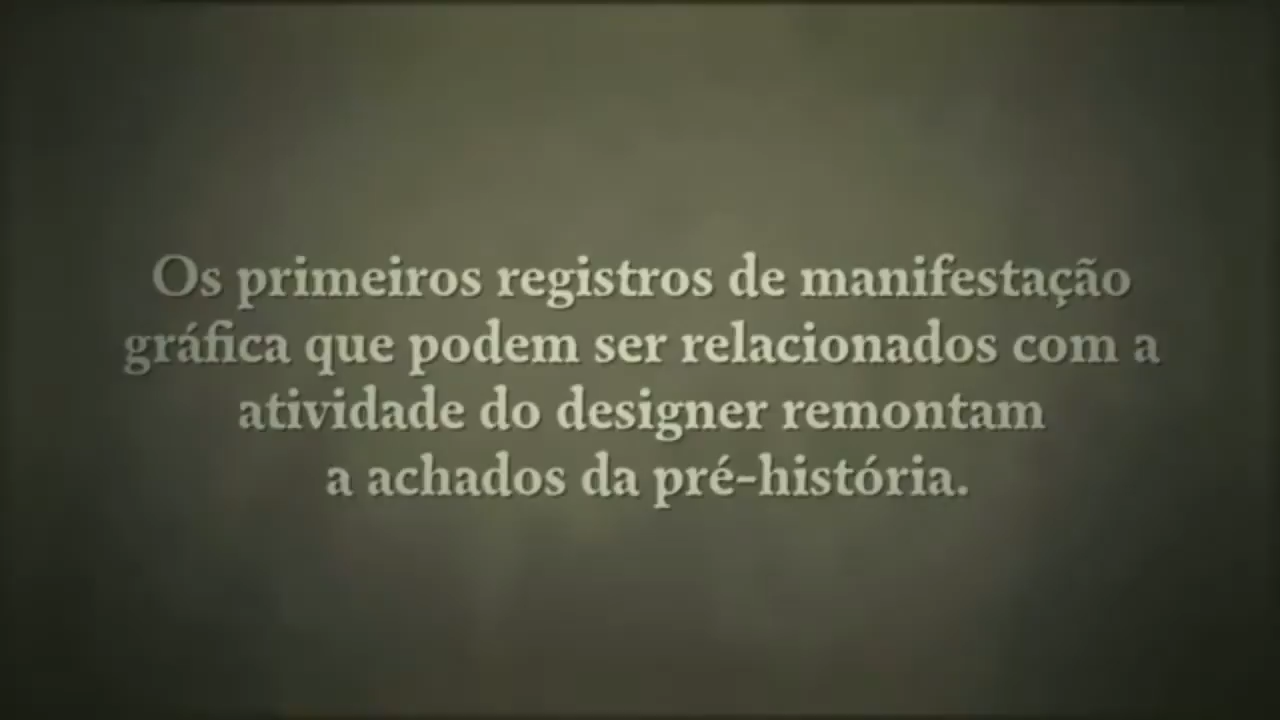 Os primeiros registros de manifestação
gráfica que podem ser relacionados com a
atividade do designer remontam
a achados da pré-história.